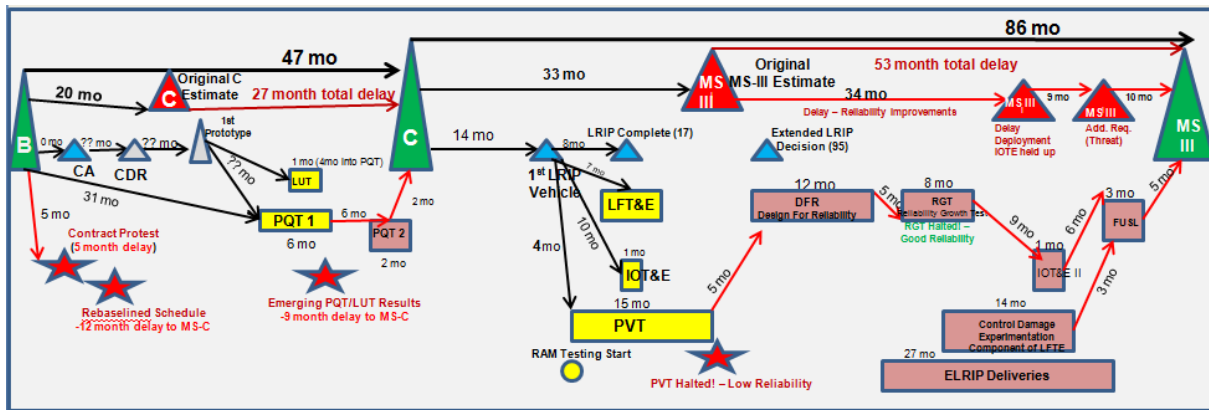 47 mo
86 mo
20 mo
Original C
Estimate
C
27 month total delay
33 mo
Original
MS-III Estimate
MS
III
53 month total delay
34 mo
Delay – Reliability Improvements
MS III
9 mo
MS III
10 mo
B
0 mo
CA
?? mo
CDR
?? mo
1st
Prototype
?? mo
1 mo (4mo into PQT)
LUT
C
14 mo
8mo
LRIP Complete (17)
Extended LRIP
Decision (95)
1st LRIP
Vehicle
7 mo
LFT&E
Delay
Deployment
IOTE held up
Add. Req.
(Threat)
MS
III
31 mo
PQT 1
6 mo
6 mo
PQT 2
2 mo
2 mo
5 mo
Contract Protest
(5 month delay)
Rebaselined Schedule
-12 month delay to MS-C
Emerging PQT/LUT Results
-9 month delay to MS-C
4mo
10 mo
1 mo
IOT&E
15 mo
PVT
RAM Testing Start
PVT Halted! – Low Reliability
5 mo
12 mo
DFR
Design For Reliability
5 mo
8 mo
RGT
Reliability Growth Test
RGT Halted! –
Good Reliability
9 mo
1 mo
IOT&E II
6 mo
3 mo
FUSL
5 mo
3 mo
14 mo
Control Damage
Experimentation
Component of LFTE
27 mo
ELRIP Deliveries